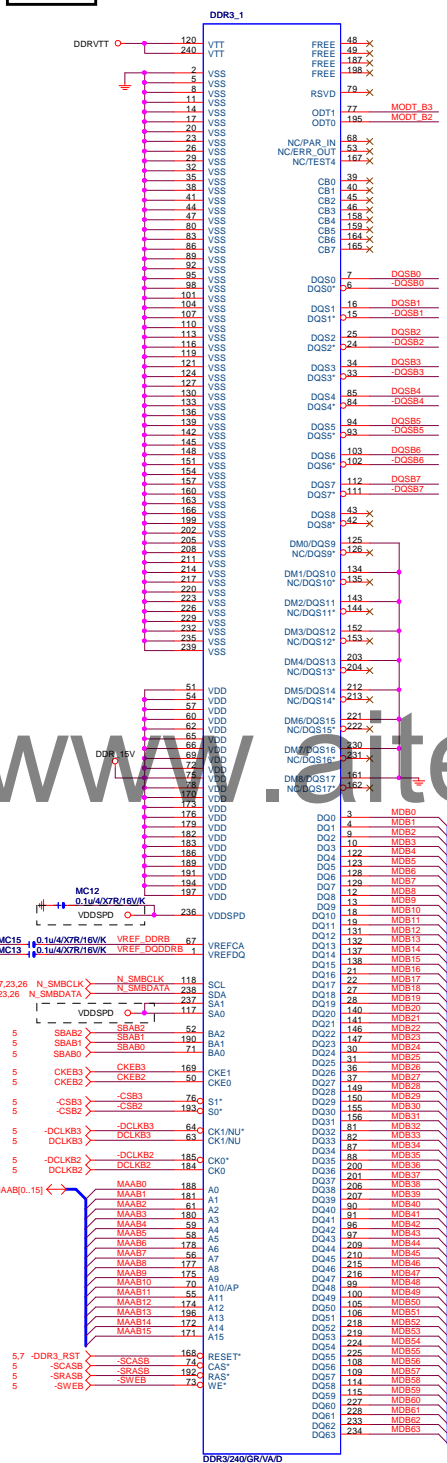 DDR3_1
DDRVTT
120 VTT
240 VTT
2 VSS
5 VSS
8 VSS
11 VSS
14 VSS
17 VSS
20 VSS
23 VSS
26 VSS
29 VSS
32 VSS
35 VSS
38 VSS
41 VSS
44 VSS
47 VSS
80 VSS
83 VSS
86 VSS
89 VSS
92 VSS
95 VSS
98 VSS
101 VSS
104 VSS
107 VSS
110 VSS
113 VSS
116 VSS
119 VSS
121 VSS
124 VSS
127 VSS
130 VSS
133 VSS
136 VSS
139 VSS
142 VSS
145 VSS
148 VSS
151 VSS
154 VSS
157 VSS
160 VSS
163 VSS
166 VSS
199 VSS
202 VSS
205 VSS
208 VSS
211 VSS
214 VSS
217 VSS
220 VSS
223 VSS
226 VSS
229 VSS
232 VSS
235 VSS
239 VSS
DDR_15V
51 VDD
54 VDD
57 VDD
60 VDD
62 VDD
65 VDD
66 VDD
69 VDD
72 VDD
75 VDD
78 VDD
170 VDD
173 VDD
176 VDD
179 VDD
182 VDD
183 VDD
186 VDD
189 VDD
191 VDD
194 VDD
197 VDD
MC12
0.1u/4/X7R/16V/K
VDDSPD 236 VDDSPD
MC15 0.1u/4/X7R/16V/K VREF_DDRB 67 VREFCA
MC13 0.1u/4/X7R/16V/K VREF_DQDDRB 1 VREFDQ
7,23,26 N_SMBCLK N_SMBCLK 118 SCL
23,26 N_SMBDATA N_SMBDATA 238 SDA
237 SA1
VDDSPD 117 SA0
5 SBAB2 SBAB2 52 BA2
5 SBAB1 SBAB1 190 BA1
5 SBAB0 SBAB0 71 BA0
5 CKEB3 CKEB3 169 CKE1
5 CKEB2 CKEB2 50 CKE0
5 -CSB3 -CSB3 76 S1*
5 -CSB2 -CSB2 193 S0*
5 -DCLKB3 -DCLKB3 64 CK1/NU*
5 DCLKB3 DCLKB3 63 CK1/NU
5 -DCLKB2 -DCLKB2 185 CK0*
5 DCLKB2 DCLKB2 184 CK0
AAB[0..15]
MAAB0 188 A0
MAAB1 181 A1
MAAB2 61 A2
MAAB3 180 A3
MAAB4 59 A4
MAAB5 58 A5
MAAB6 178 A6
MAAB7 56 A7
MAAB8 177 A8
MAAB9 175 A9
MAAB10 70 A10/AP
MAAB11 55 A11
MAAB12 174 A12
MAAB13 196 A13
MAAB14 172 A14
MAAB15 171 A15
5,7 -DDR3_RST 168 RESET*
5 -SCASB -SCASB 74 CAS*
5 -SRASB -SRASB 192 RAS*
5 -SWEB -SWEB 73 WE*
FREE 48
FREE 49
FREE 187
FREE 198
RSVD 79
ODT1 77 MODT_B3
ODT0 195 MODT_B2
NC/PAR_IN 68
NC/ERR_OUT 53
NC/TEST4 167
CB0 39
CB1 40
CB2 45
CB3 46
CB4 158
CB5 159
CB6 164
CB7 165
DQS0 7 DQSB0
DQS0* 6 -DQSB0
DQS1 16 DQSB1
DQS1* 15 -DQSB1
DQS2 25 DQSB2
DQS2* 24 -DQSB2
DQS3 34 DQSB3
DQS3* 33 -DQSB3
DQS4 85 DQSB4
DQS4* 84 -DQSB4
DQS5 94 DQSB5
DQS5* 93 -DQSB5
DQS6 103 DQSB6
DQS6* 102 -DQSB6
DQS7 112 DQSB7
DQS7* 111 -DQSB7
DQS8 43
DQS8* 42
DM0/DQS9 125
NC/DQS9* 126
DM1/DQS10 134
NC/DQS10* 135
DM2/DQS11 143
NC/DQS11* 144
DM3/DQS12 152
NC/DQS12* 153
DM4/DQS13 203
NC/DQS13* 204
DM5/DQS14 212
NC/DQS14* 213
DM6/DQS15 221
NC/DQS15* 222
DM7/DQS16 230
NC/DQS16* 231
DM8/DQS17 161
NC/DQS17* 162
DQ0 3 MDB0
DQ1 4 MDB1
DQ2 9 MDB2
DQ3 10 MDB3
DQ4 122 MDB4
DQ5 123 MDB5
DQ6 128 MDB6
DQ7 129 MDB7
DQ8 12 MDB8
DQ9 13 MDB9
DQ10 18 MDB10
DQ11 19 MDB11
DQ12 131 MDB12
DQ13 132 MDB13
DQ14 137 MDB14
DQ15 138 MDB15
DQ16 21 MDB16
DQ17 22 MDB17
DQ18 27 MDB18
DQ19 28 MDB19
DQ20 140 MDB20
DQ21 141 MDB21
DQ22 146 MDB22
DQ23 147 MDB23
DQ24 30 MDB24
DQ25 31 MDB25
DQ26 36 MDB26
DQ27 37 MDB27
DQ28 149 MDB28
DQ29 150 MDB29
DQ30 155 MDB30
DQ31 156 MDB31
DQ32 81 MDB32
DQ33 82 MDB33
DQ34 87 MDB34
DQ35 88 MDB35
DQ36 200 MDB36
DQ37 201 MDB37
DQ38 206 MDB38
DQ39 207 MDB39
DQ40 90 MDB40
DQ41 91 MDB41
DQ42 96 MDB42
DQ43 97 MDB43
DQ44 209 MDB44
DQ45 210 MDB45
DQ46 215 MDB46
DQ47 216 MDB47
DQ48 99 MDB48
DQ49 100 MDB49
DQ50 105 MDB50
DQ51 106 MDB51
DQ52 218 MDB52
DQ53 219 MDB53
DQ54 224 MDB54
DQ55 225 MDB55
DQ56 108 MDB56
DQ57 109 MDB57
DQ58 114 MDB58
DQ59 115 MDB59
DQ60 227 MDB60
DQ61 228 MDB61
DQ62 233 MDB62
DQ63 234 MDB63
DDR3/240/GR/VA/D
www.aite